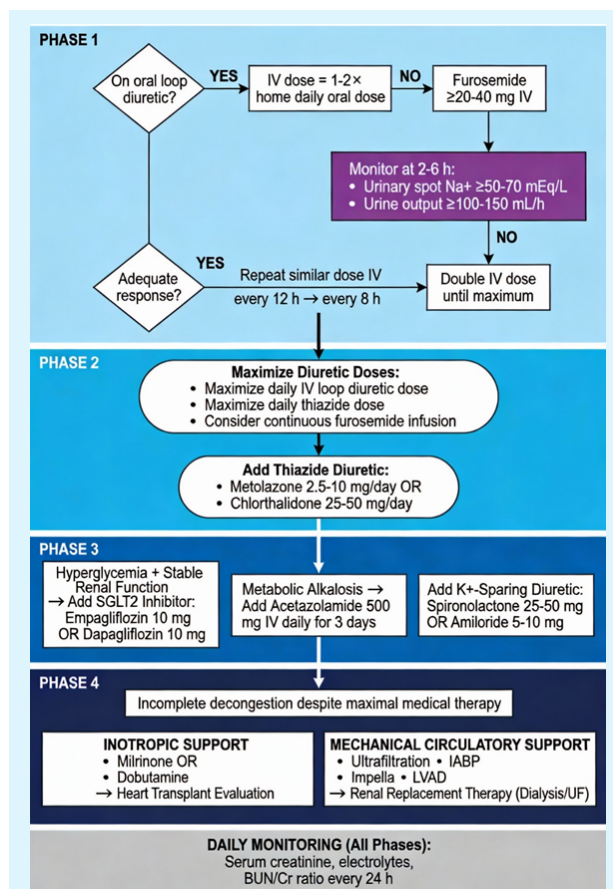 PHASE 1
On oral loop
diuretic?
YES
IV dose = 1-2×
home daily oral dose
NO
Furosemide
≥20-40 mg IV
Monitor at 2-6 h:
• Urinary spot Na+ ≥50-70 mEq/L
• Urine output ≥100-150 mL/h
NO
Adequate
response?
YES
Repeat similar dose IV
every 12 h → every 8 h
Double IV dose
until maximum
PHASE 2
Maximize Diuretic Doses:
• Maximize daily IV loop diuretic dose
• Maximize daily thiazide dose
• Consider continuous furosemide infusion
Add Thiazide Diuretic:
• Metolazone 2.5-10 mg/day OR
• Chlorthalidone 25-50 mg/day
PHASE 3
Hyperglycemia + Stable
Renal Function
→ Add SGLT2 Inhibitor:
Empagliflozin 10 mg
OR Dapagliflozin 10 mg
Metabolic Alkalosis →
Add Acetazolamide 500
mg IV daily for 3 days
Add K+-Sparing Diuretic:
Spironolactone 25-50 mg
OR Amiloride 5-10 mg
PHASE 4
Incomplete decongestion despite maximal medical therapy
INOTROPIC SUPPORT
• Milrinone OR
• Dobutamine
→ Heart Transplant Evaluation
MECHANICAL CIRCULATORY SUPPORT
• Ultrafiltration • IABP
• Impella • LVAD
→ Renal Replacement Therapy (Dialysis/UF)
DAILY MONITORING (All Phases):
Serum creatinine, electrolytes,
BUN/Cr ratio every 24 h